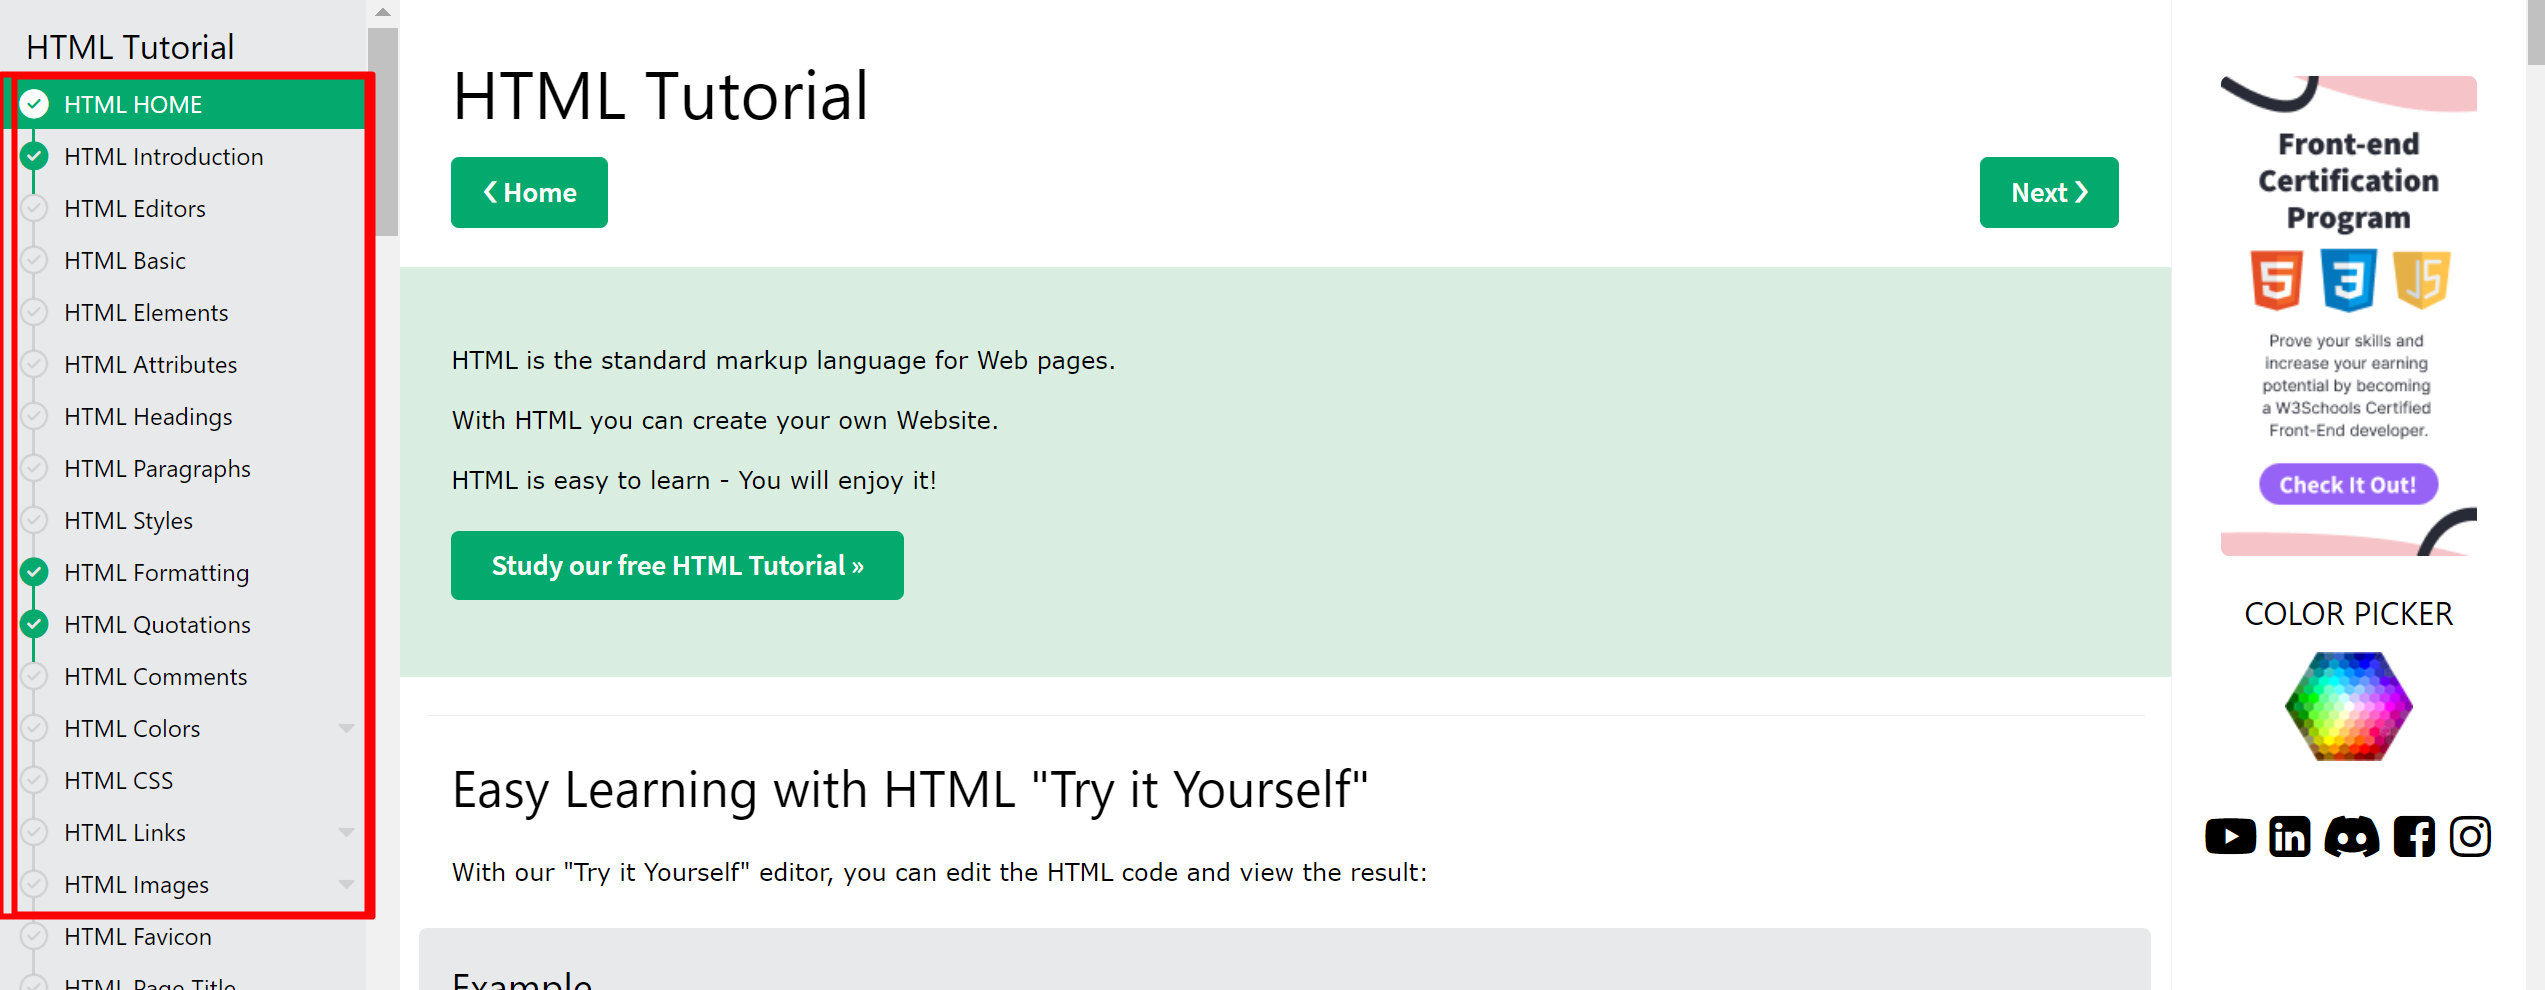 HTML Tutorial
HTML HOME
HTML Introduction
HTML Editors
HTML Basic
HTML Elements
HTML Attributes
HTML Headings
HTML Paragraphs
HTML Styles
HTML Formatting
HTML Quotations
HTML Comments
HTML Colors
HTML CSS
HTML Links
HTML Images
HTML Favicon
HTML Page Title
HTML Tutorial
❮ Home
Next ❯
HTML is the standard markup language for Web pages.
With HTML you can create your own Website.
HTML is easy to learn - You will enjoy it!
Study our free HTML Tutorial »
Easy Learning with HTML "Try it Yourself"
With our "Try it Yourself" editor, you can edit the HTML code and view the result:
Example
Front-end
Certification
Program
5 3 JS
Prove your skills and
increase your earning
potential by becoming
a W3Schools Certified
Front-End developer.
Check It Out!
COLOR PICKER
in